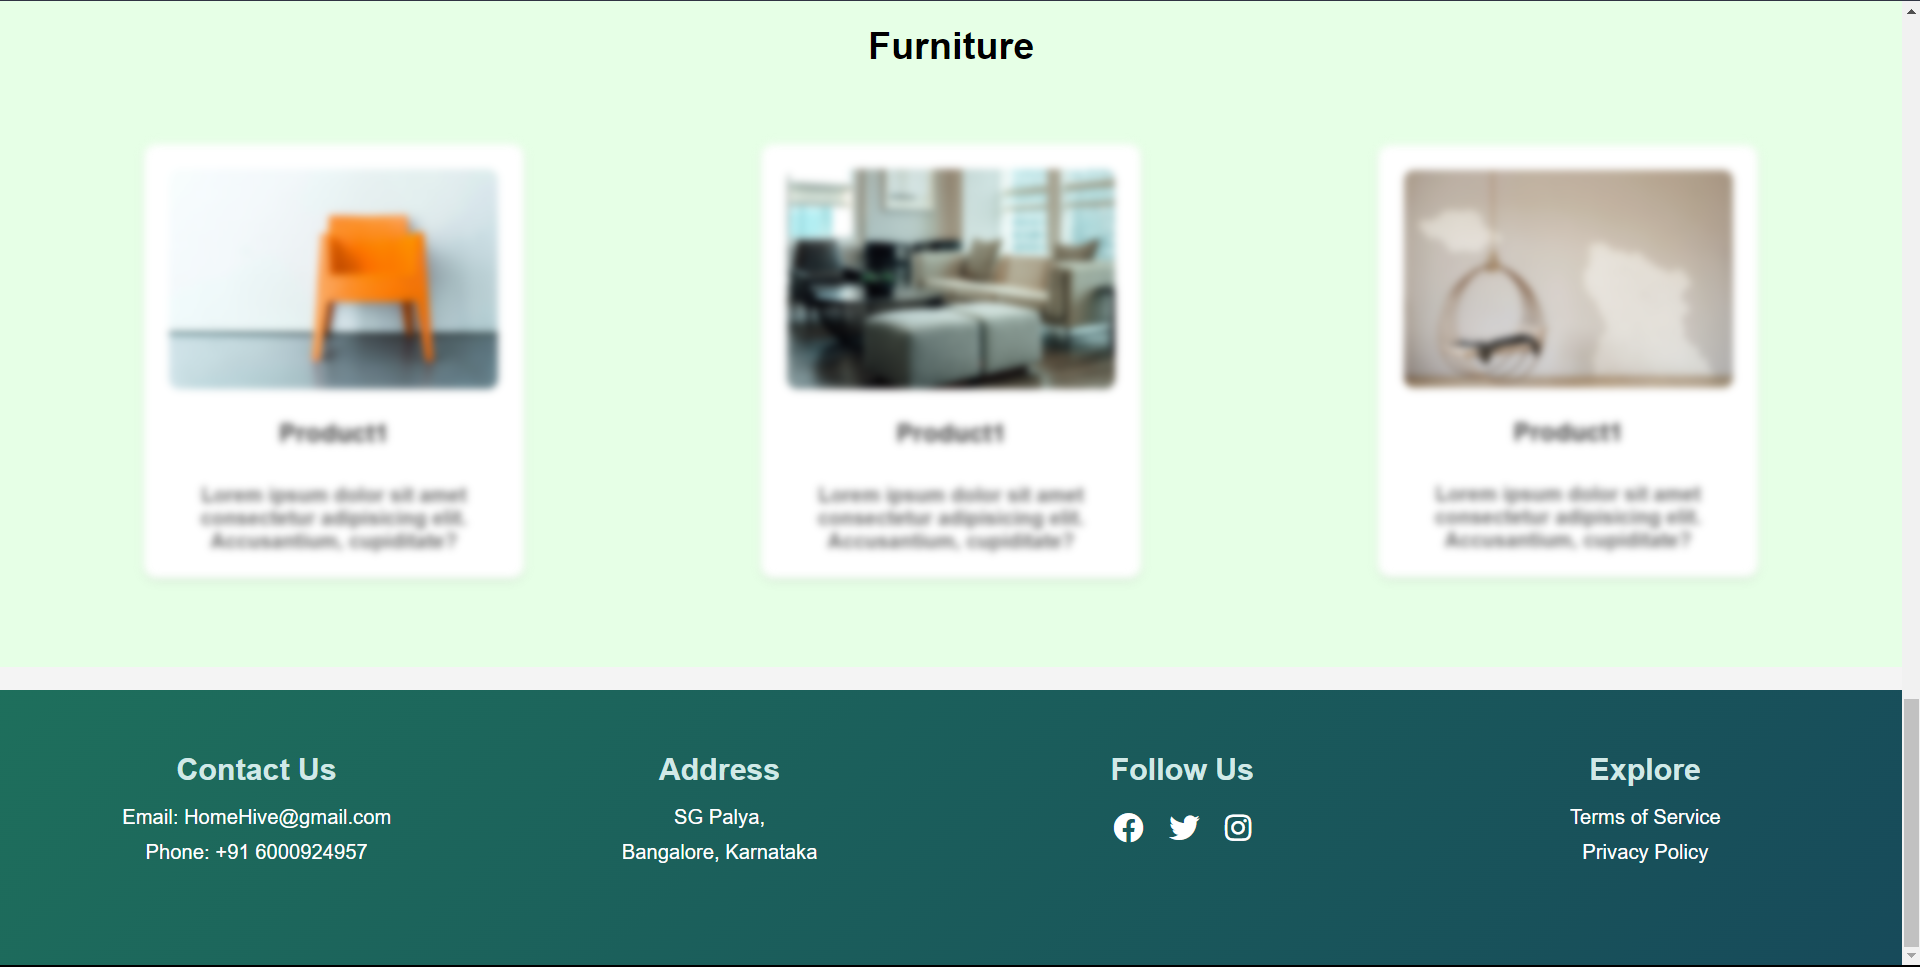 Furniture
Product1
Lorem ipsum dolor sit amet
consectetur adipisicing elit.
Accusantium, cupiditate?
Product1
Lorem ipsum dolor sit amet
consectetur adipisicing elit.
Accusantium, cupiditate?
Product1
Lorem ipsum dolor sit amet
consectetur adipisicing elit.
Accusantium, cupiditate?
Contact Us
Email: HomeHive@gmail.com
Phone: +91 6000924957
Address
SG Palya,
Bangalore, Karnataka
Follow Us
Explore
Terms of Service
Privacy Policy